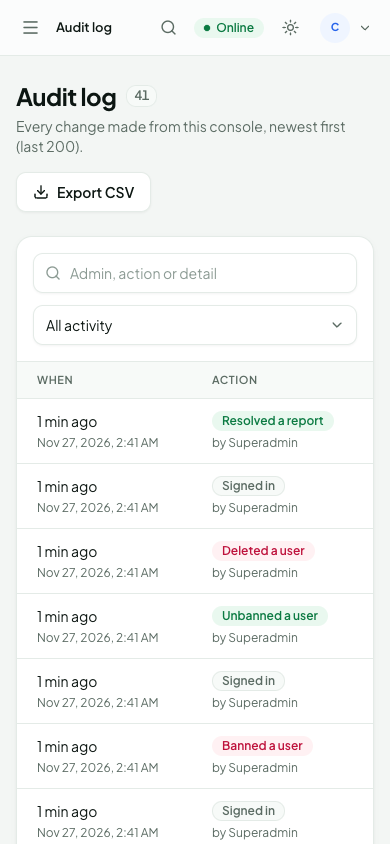 Audit log
Online
C
Audit log 41
Every change made from this console, newest first
(last 200).
Export CSV
Admin, action or detail
All activity
WHEN ACTION
1 min ago Resolved a report
Nov 27, 2026, 2:41 AM by Superadmin
1 min ago Signed in
Nov 27, 2026, 2:41 AM by Superadmin
1 min ago Deleted a user
Nov 27, 2026, 2:41 AM by Superadmin
1 min ago Unbanned a user
Nov 27, 2026, 2:41 AM by Superadmin
1 min ago Signed in
Nov 27, 2026, 2:41 AM by Superadmin
1 min ago Banned a user
Nov 27, 2026, 2:41 AM by Superadmin
1 min ago Signed in
Nov 27, 2026, 2:41 AM by Superadmin